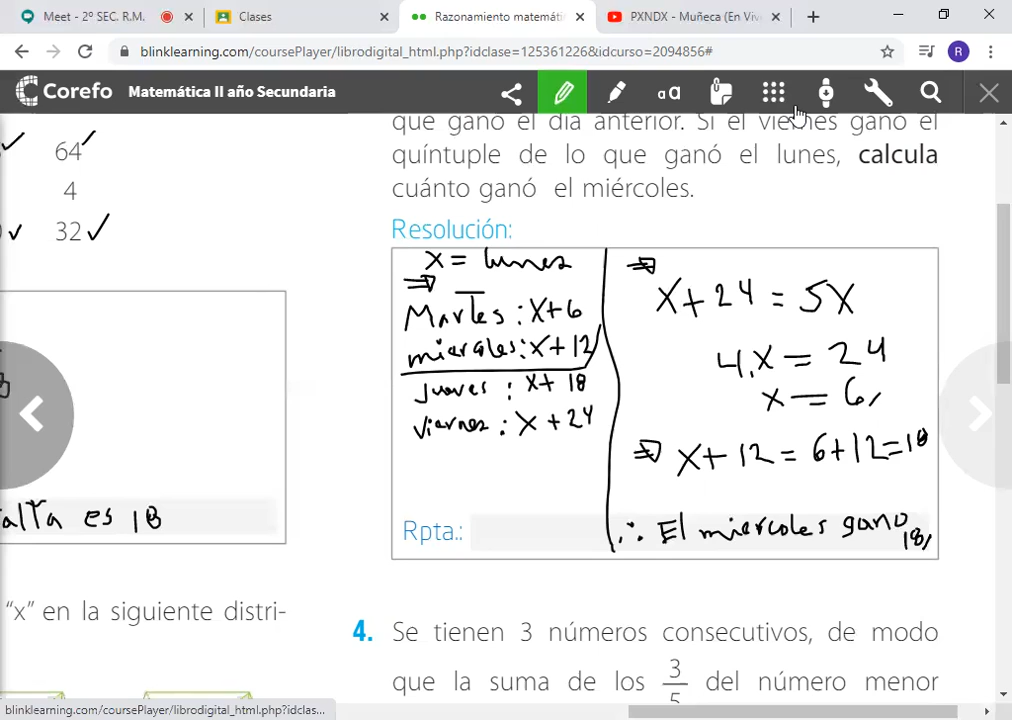 Meet - 2º SEC. R.M.
Clases
Razonamiento matemáti
PXNDX - Muñeca (En Viv
blinklearning.com/coursePlayer/librodigital_html.php?idclase=125361226&idcurso=2094856#
R
Corefo
Matemática II año Secundaria
aa
64
4
32
alta es 18
"x" en la siguiente distri-
que ganó el día anterior. Si el viernes ganó el
quíntuple de lo que ganó el lunes, calcula
cuánto ganó el miércoles.
Resolución:
x = lunes
⇒
Martes : x+6
miercoles: x+12
jueves : x+ 18
viernes : x +24
⇒
x+24 = 5x
4x = 24
x = 6
⇒ x+12 = 6+12=18
∴ El miercoles gano
18
Rpta.:
4. Se tienen 3 números consecutivos, de modo
que la suma de los 3/5 del número menor
blinklearning.com/coursePlayer/librodigital_html.php?idclas...